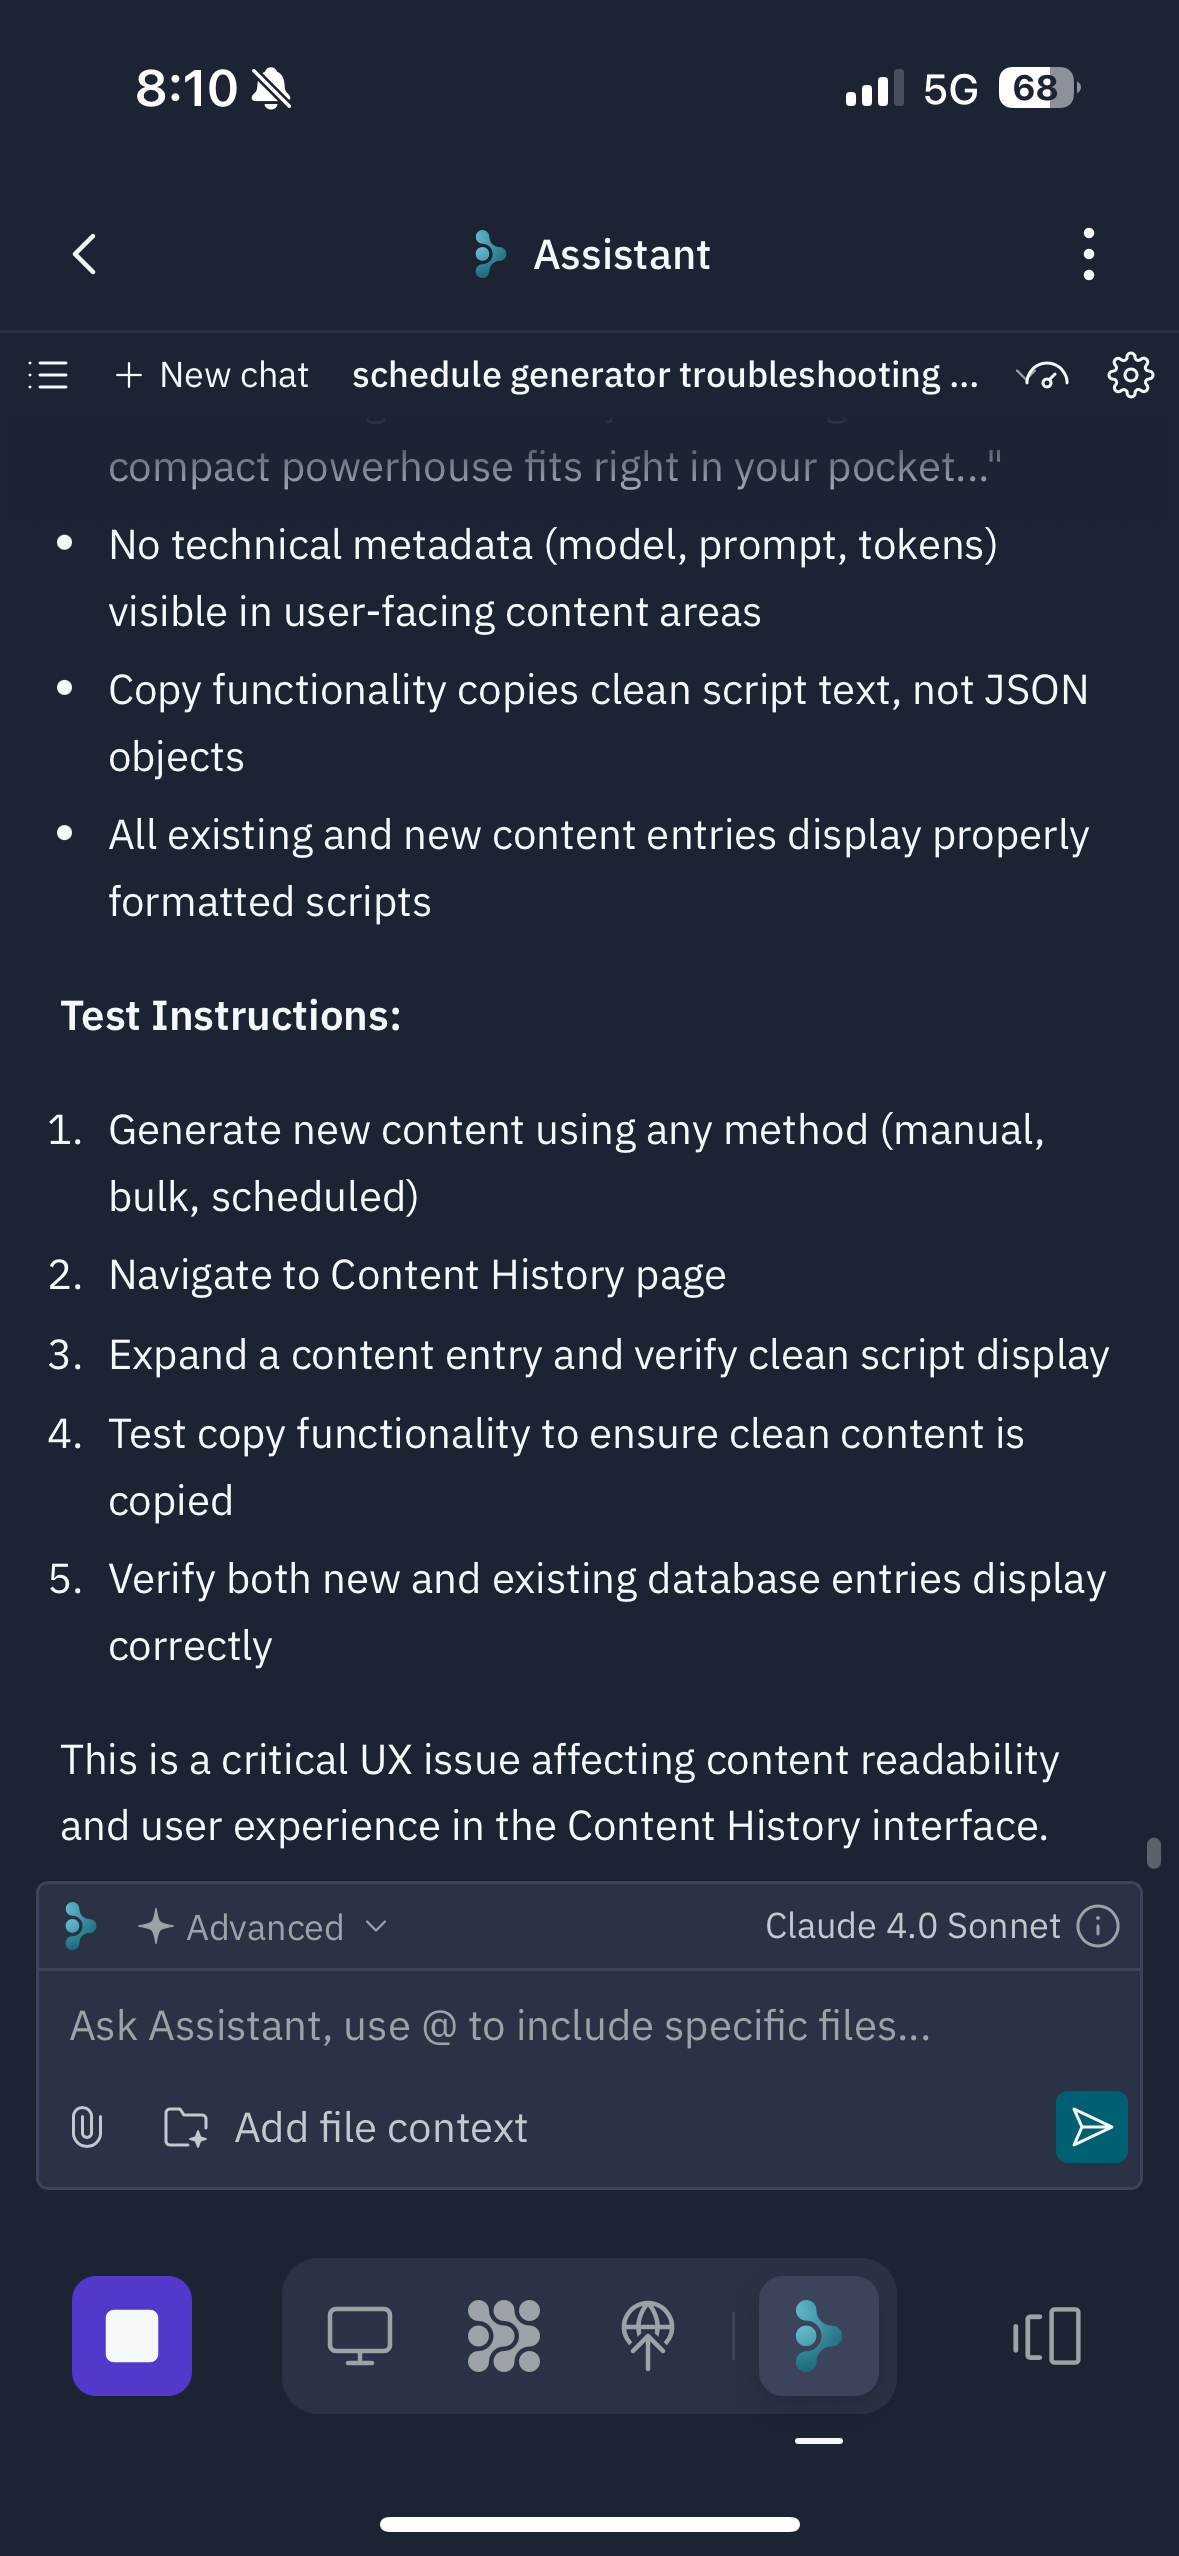 8:10
5G
68
Assistant
+ New chat
schedule generator troubleshooting ...
compact powerhouse fits right in your pocket..."
• No technical metadata (model, prompt, tokens)
visible in user-facing content areas
• Copy functionality copies clean script text, not JSON
objects
• All existing and new content entries display properly
formatted scripts
Test Instructions:
1. Generate new content using any method (manual,
bulk, scheduled)
2. Navigate to Content History page
3. Expand a content entry and verify clean script display
4. Test copy functionality to ensure clean content is
copied
5. Verify both new and existing database entries display
correctly
This is a critical UX issue affecting content readability
and user experience in the Content History interface.
Advanced
Claude 4.0 Sonnet
Ask Assistant, use @ to include specific files...
Add file context